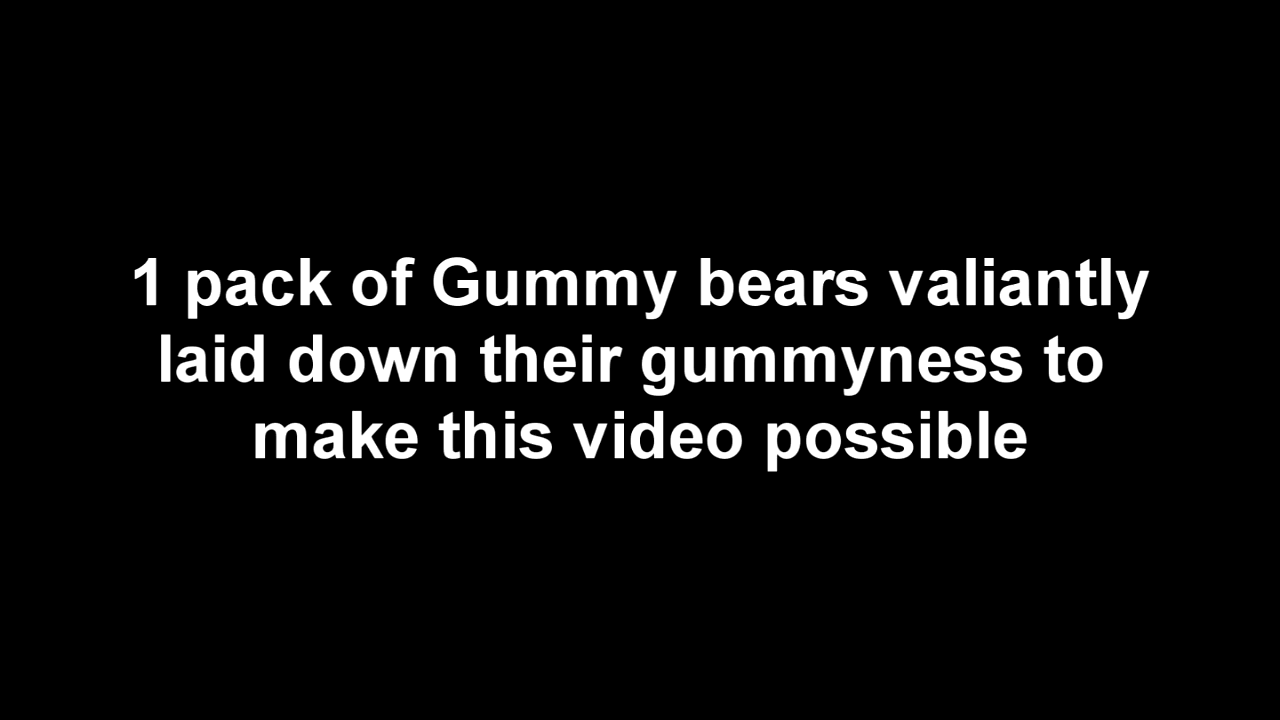 1 pack of Gummy bears valiantly
laid down their gummyness to
make this video possible